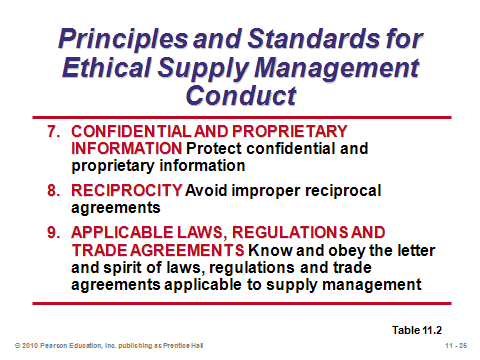 Principles and Standards for
Ethical Supply Management
Conduct
7. CONFIDENTIAL AND PROPRIETARY
INFORMATION Protect confidential and
proprietary information
8. RECIPROCITY Avoid improper reciprocal
agreements
9. APPLICABLE LAWS, REGULATIONS AND
TRADE AGREEMENTS Know and obey the letter
and spirit of laws, regulations and trade
agreements applicable to supply management
Table 11.2
© 2010 Pearson Education, Inc. publishing as Prentice Hall
11 - 25